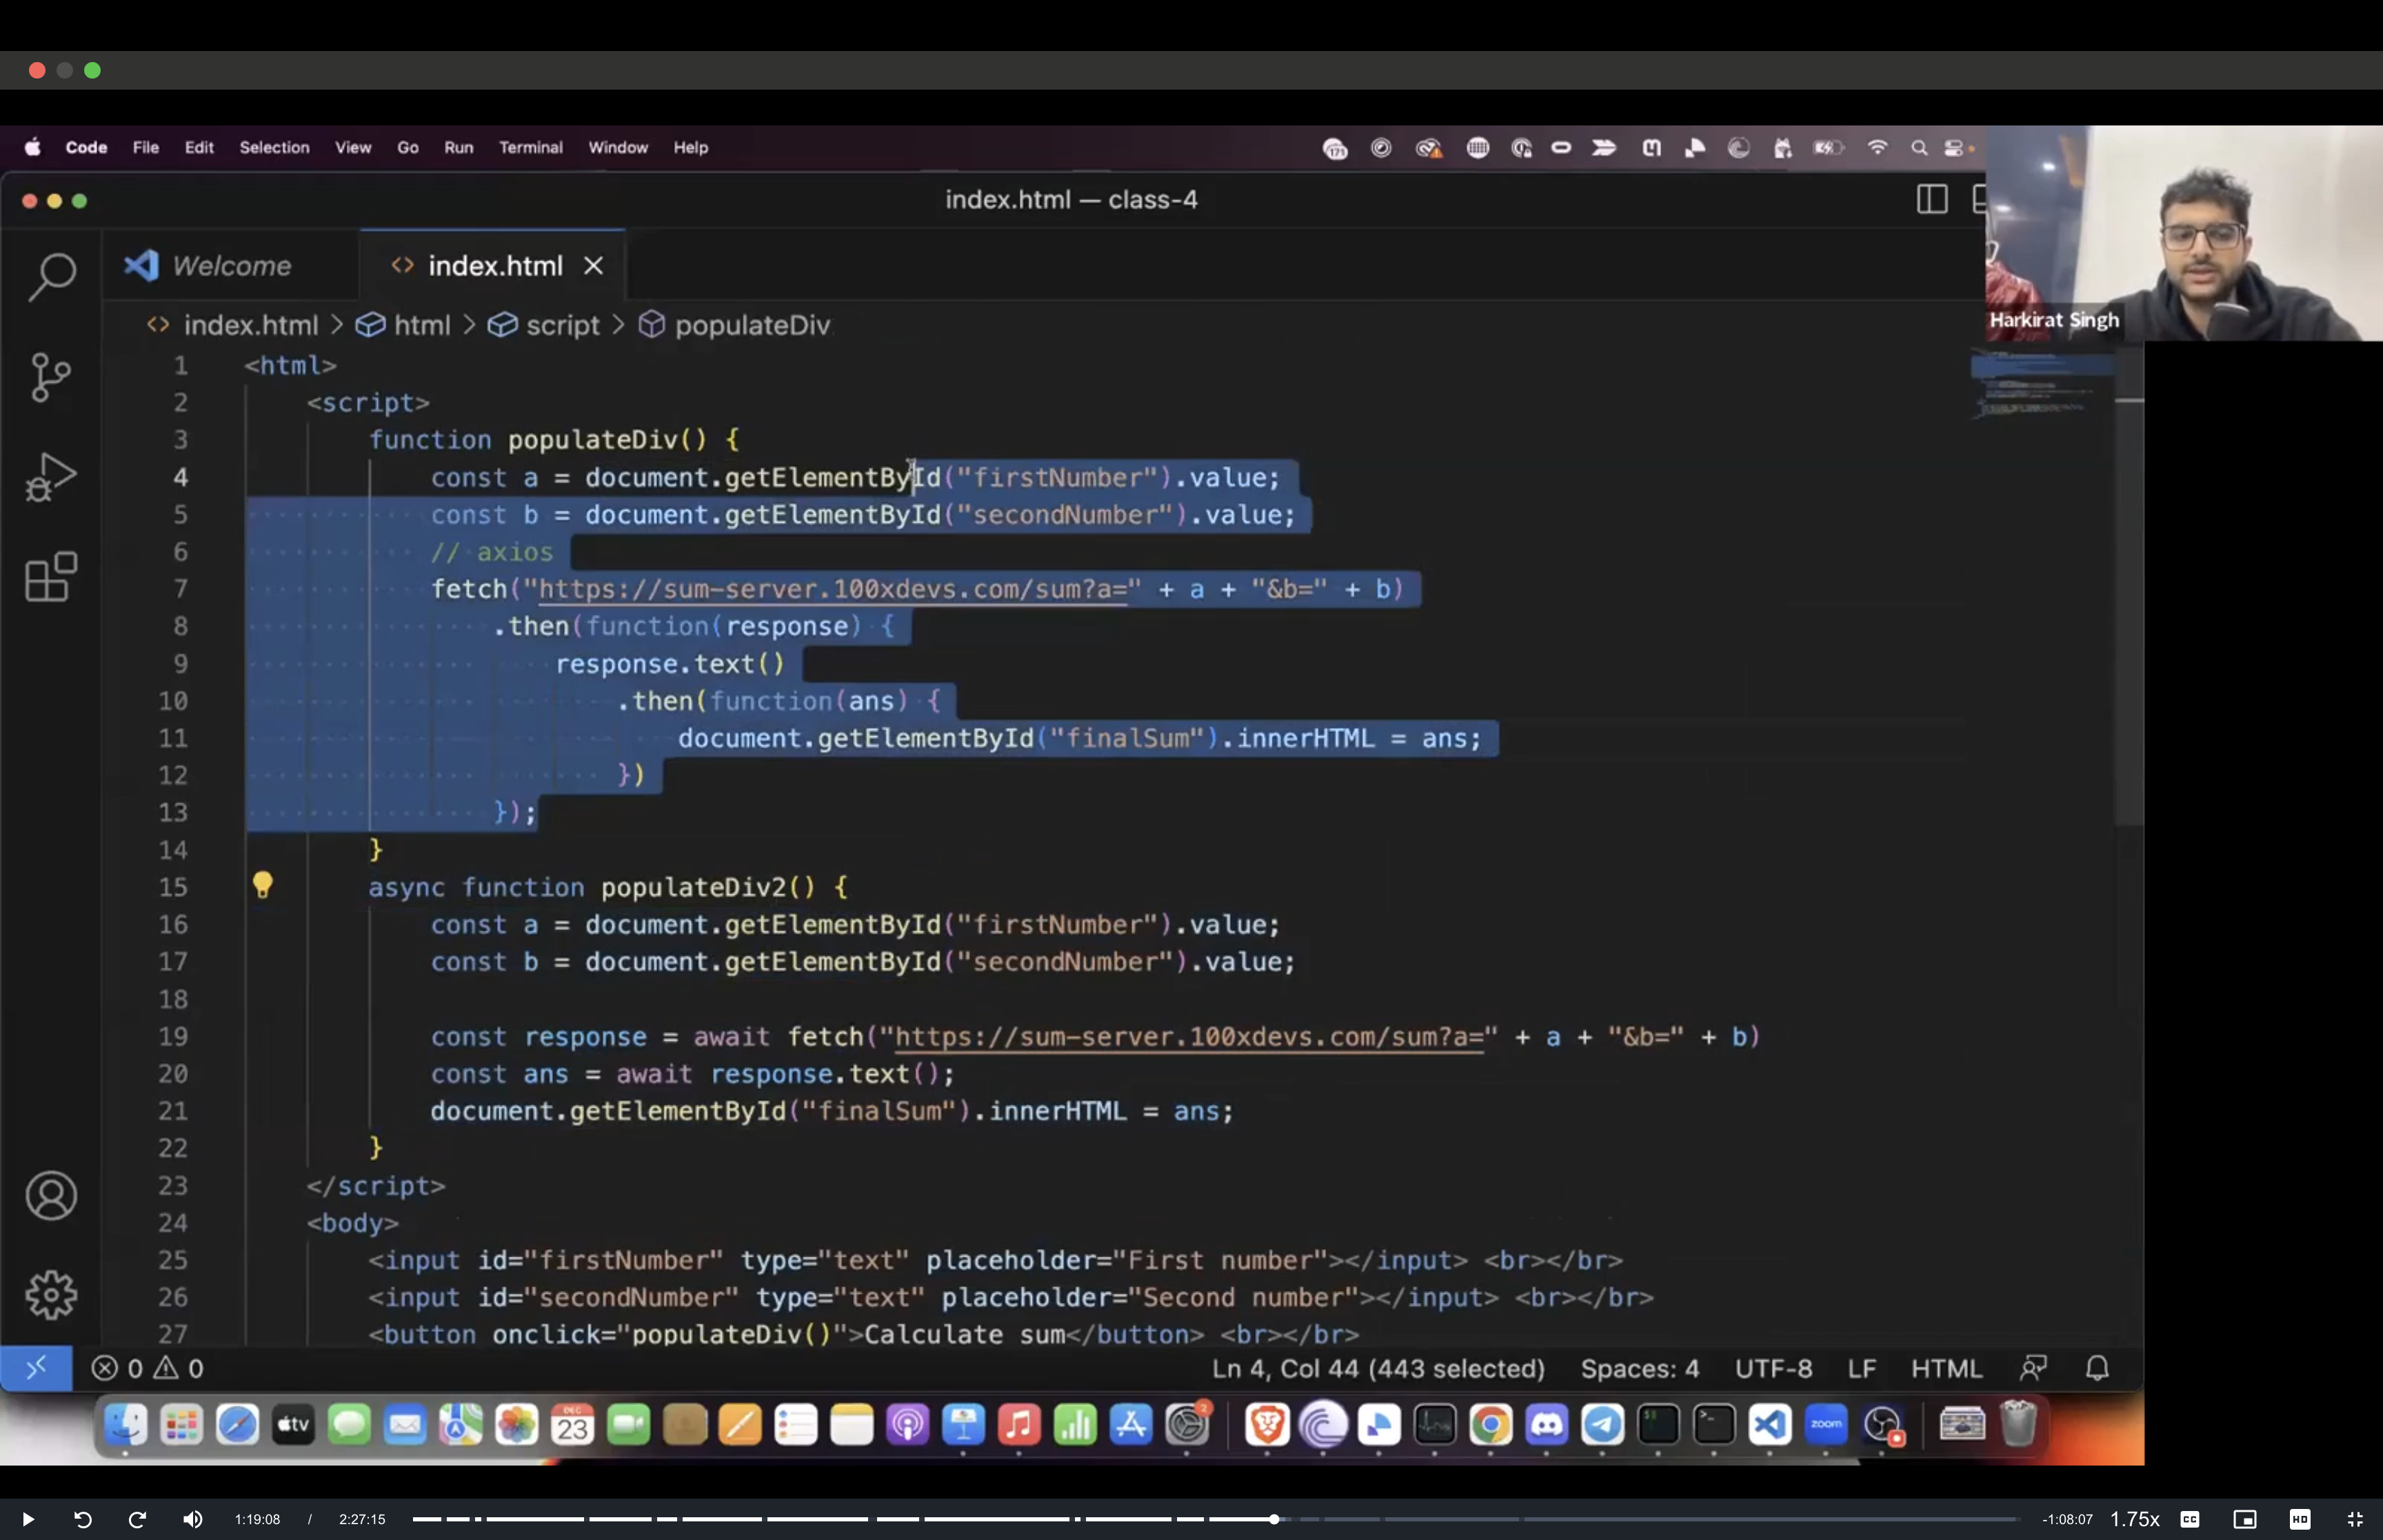 Code File Edit Selection View Go Run Terminal Window Help
171
index.html — class-4
Harkirat Singh
Welcome
index.html
index.html > html > script > populateDiv
1 <html>
2 <script>
3 function populateDiv() {
4 const a = document.getElementById("firstNumber").value;
5 const b = document.getElementById("secondNumber").value;
6 // axios
7 fetch("https://sum-server.100xdevs.com/sum?a=" + a + "&b=" + b)
8 .then(function(response) {
9 response.text()
10 .then(function(ans) {
11 document.getElementById("finalSum").innerHTML = ans;
12 })
13 });
14 }
15 async function populateDiv2() {
16 const a = document.getElementById("firstNumber").value;
17 const b = document.getElementById("secondNumber").value;
18
19 const response = await fetch("https://sum-server.100xdevs.com/sum?a=" + a + "&b=" + b)
20 const ans = await response.text();
21 document.getElementById("finalSum").innerHTML = ans;
22 }
23 </script>
24 <body>
25 <input id="firstNumber" type="text" placeholder="First number"></input> <br></br>
26 <input id="secondNumber" type="text" placeholder="Second number"></input> <br></br>
27 <button onclick="populateDiv()">Calculate sum</button> <br></br>
0 0 Ln 4, Col 44 (443 selected) Spaces: 4 UTF-8 LF HTML
tv DEC 23 2 zoom
1:19:08 / 2:27:15 -1:08:07 1.75x CC HD